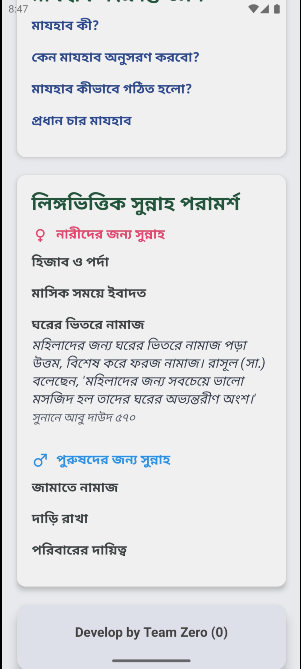 8:47
মাযহাব কী?
কেন মাযহাব অনুসরণ করবো?
মাযহাব কীভাবে গঠিত হলো?
প্রধান চার মাযহাব
লিঙ্গভিত্তিক সুন্নাহ পরামর্শ
নারীদের জন্য সুন্নাহ
হিজাব ও পর্দা
মাসিক সময়ে ইবাদত
ঘরের ভিতরে নামাজ
মহিলাদের জন্য ঘরের ভিতরে নামাজ পড়া
উত্তম, বিশেষ করে ফরজ নামাজ। রাসূল (সা.)
বলেছেন, 'মহিলাদের জন্য সবচেয়ে ভালো
মসজিদ হল তাদের ঘরের অভ্যন্তরীণ অংশ।'
সুনানে আবু দাউদ ৫৭০
পুরুষদের জন্য সুন্নাহ
জামাতে নামাজ
দাড়ি রাখা
পরিবারের দায়িত্ব
Develop by Team Zero (0)